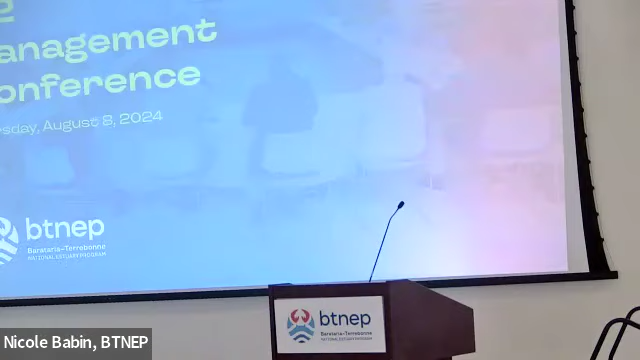 anagement
onference
sday, August 8, 2024
btnep
Barataria-Terrebonne
NATIONAL ESTUARY PROGRAM
btnep
Barataria-Terrebonne
NATIONAL ESTUARY PROGRAM
Nicole Babin, BTNEP